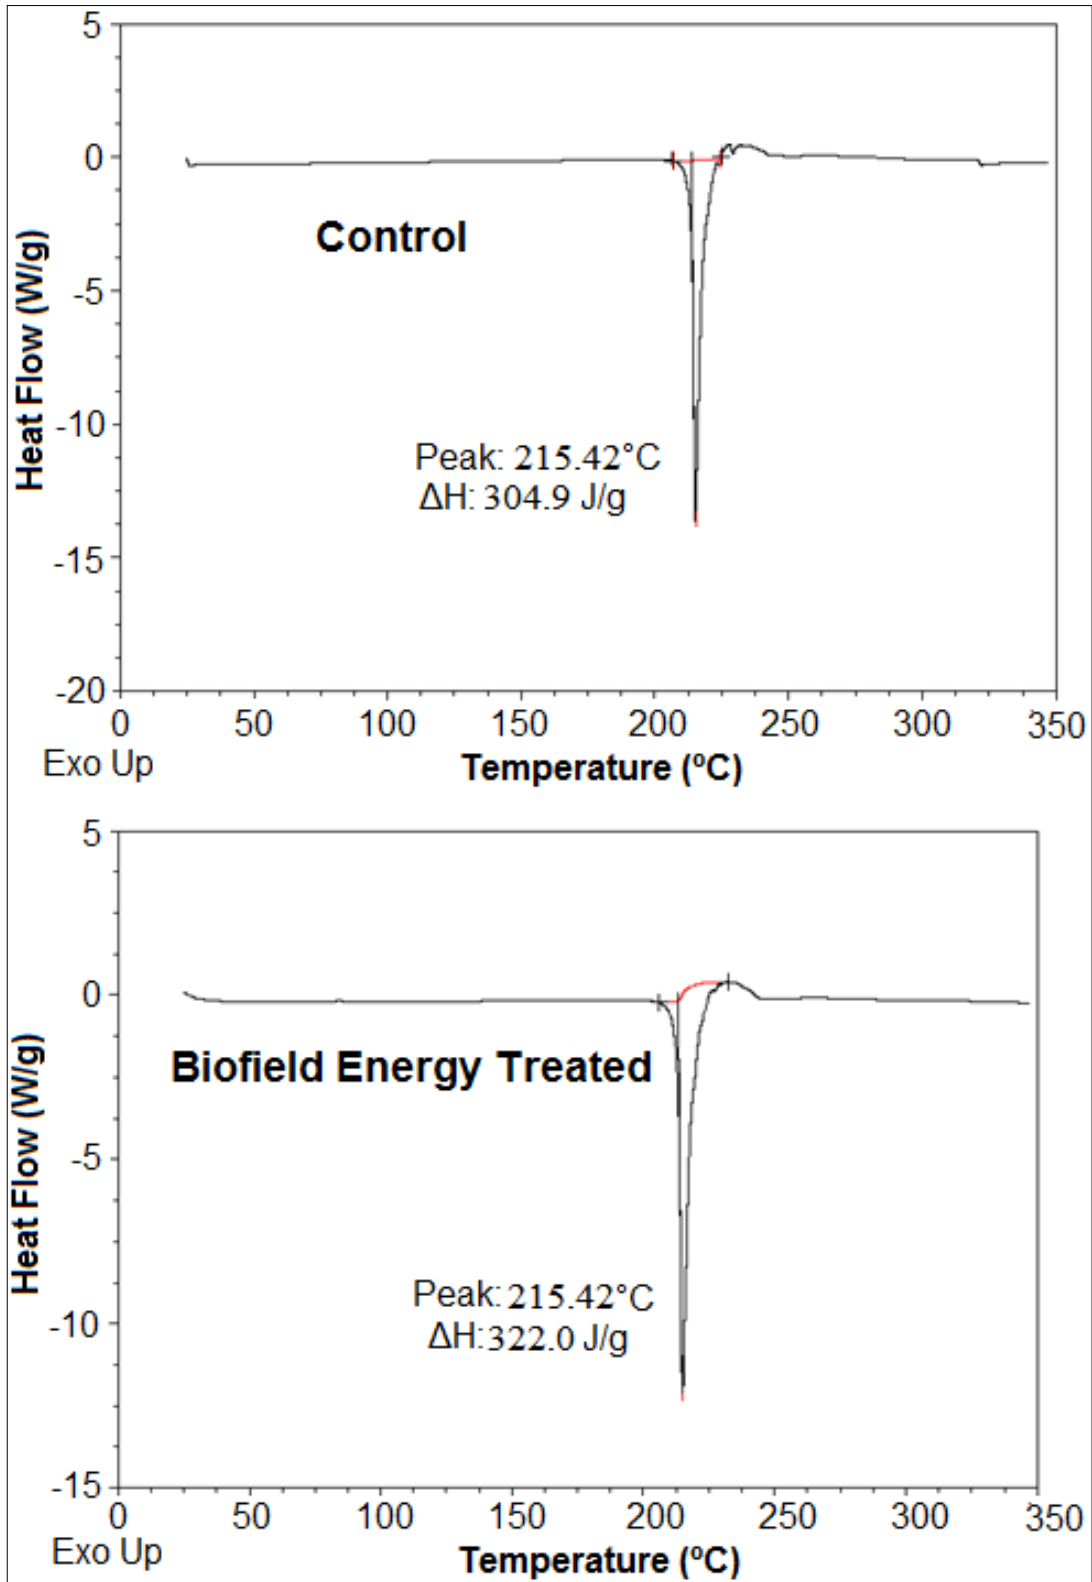 5
0
-5
-10
-15
-20
Heat Flow (W/g)
Control
Peak: 215.42°C
ΔH: 304.9 J/g
0 50 100 150 200 250 300 350
Exo Up
Temperature (ºC)
5
0
-5
-10
-15
Heat Flow (W/g)
Biofield Energy Treated
Peak: 215.42°C
ΔH: 322.0 J/g
0 50 100 150 200 250 300 350
Exo Up
Temperature (ºC)